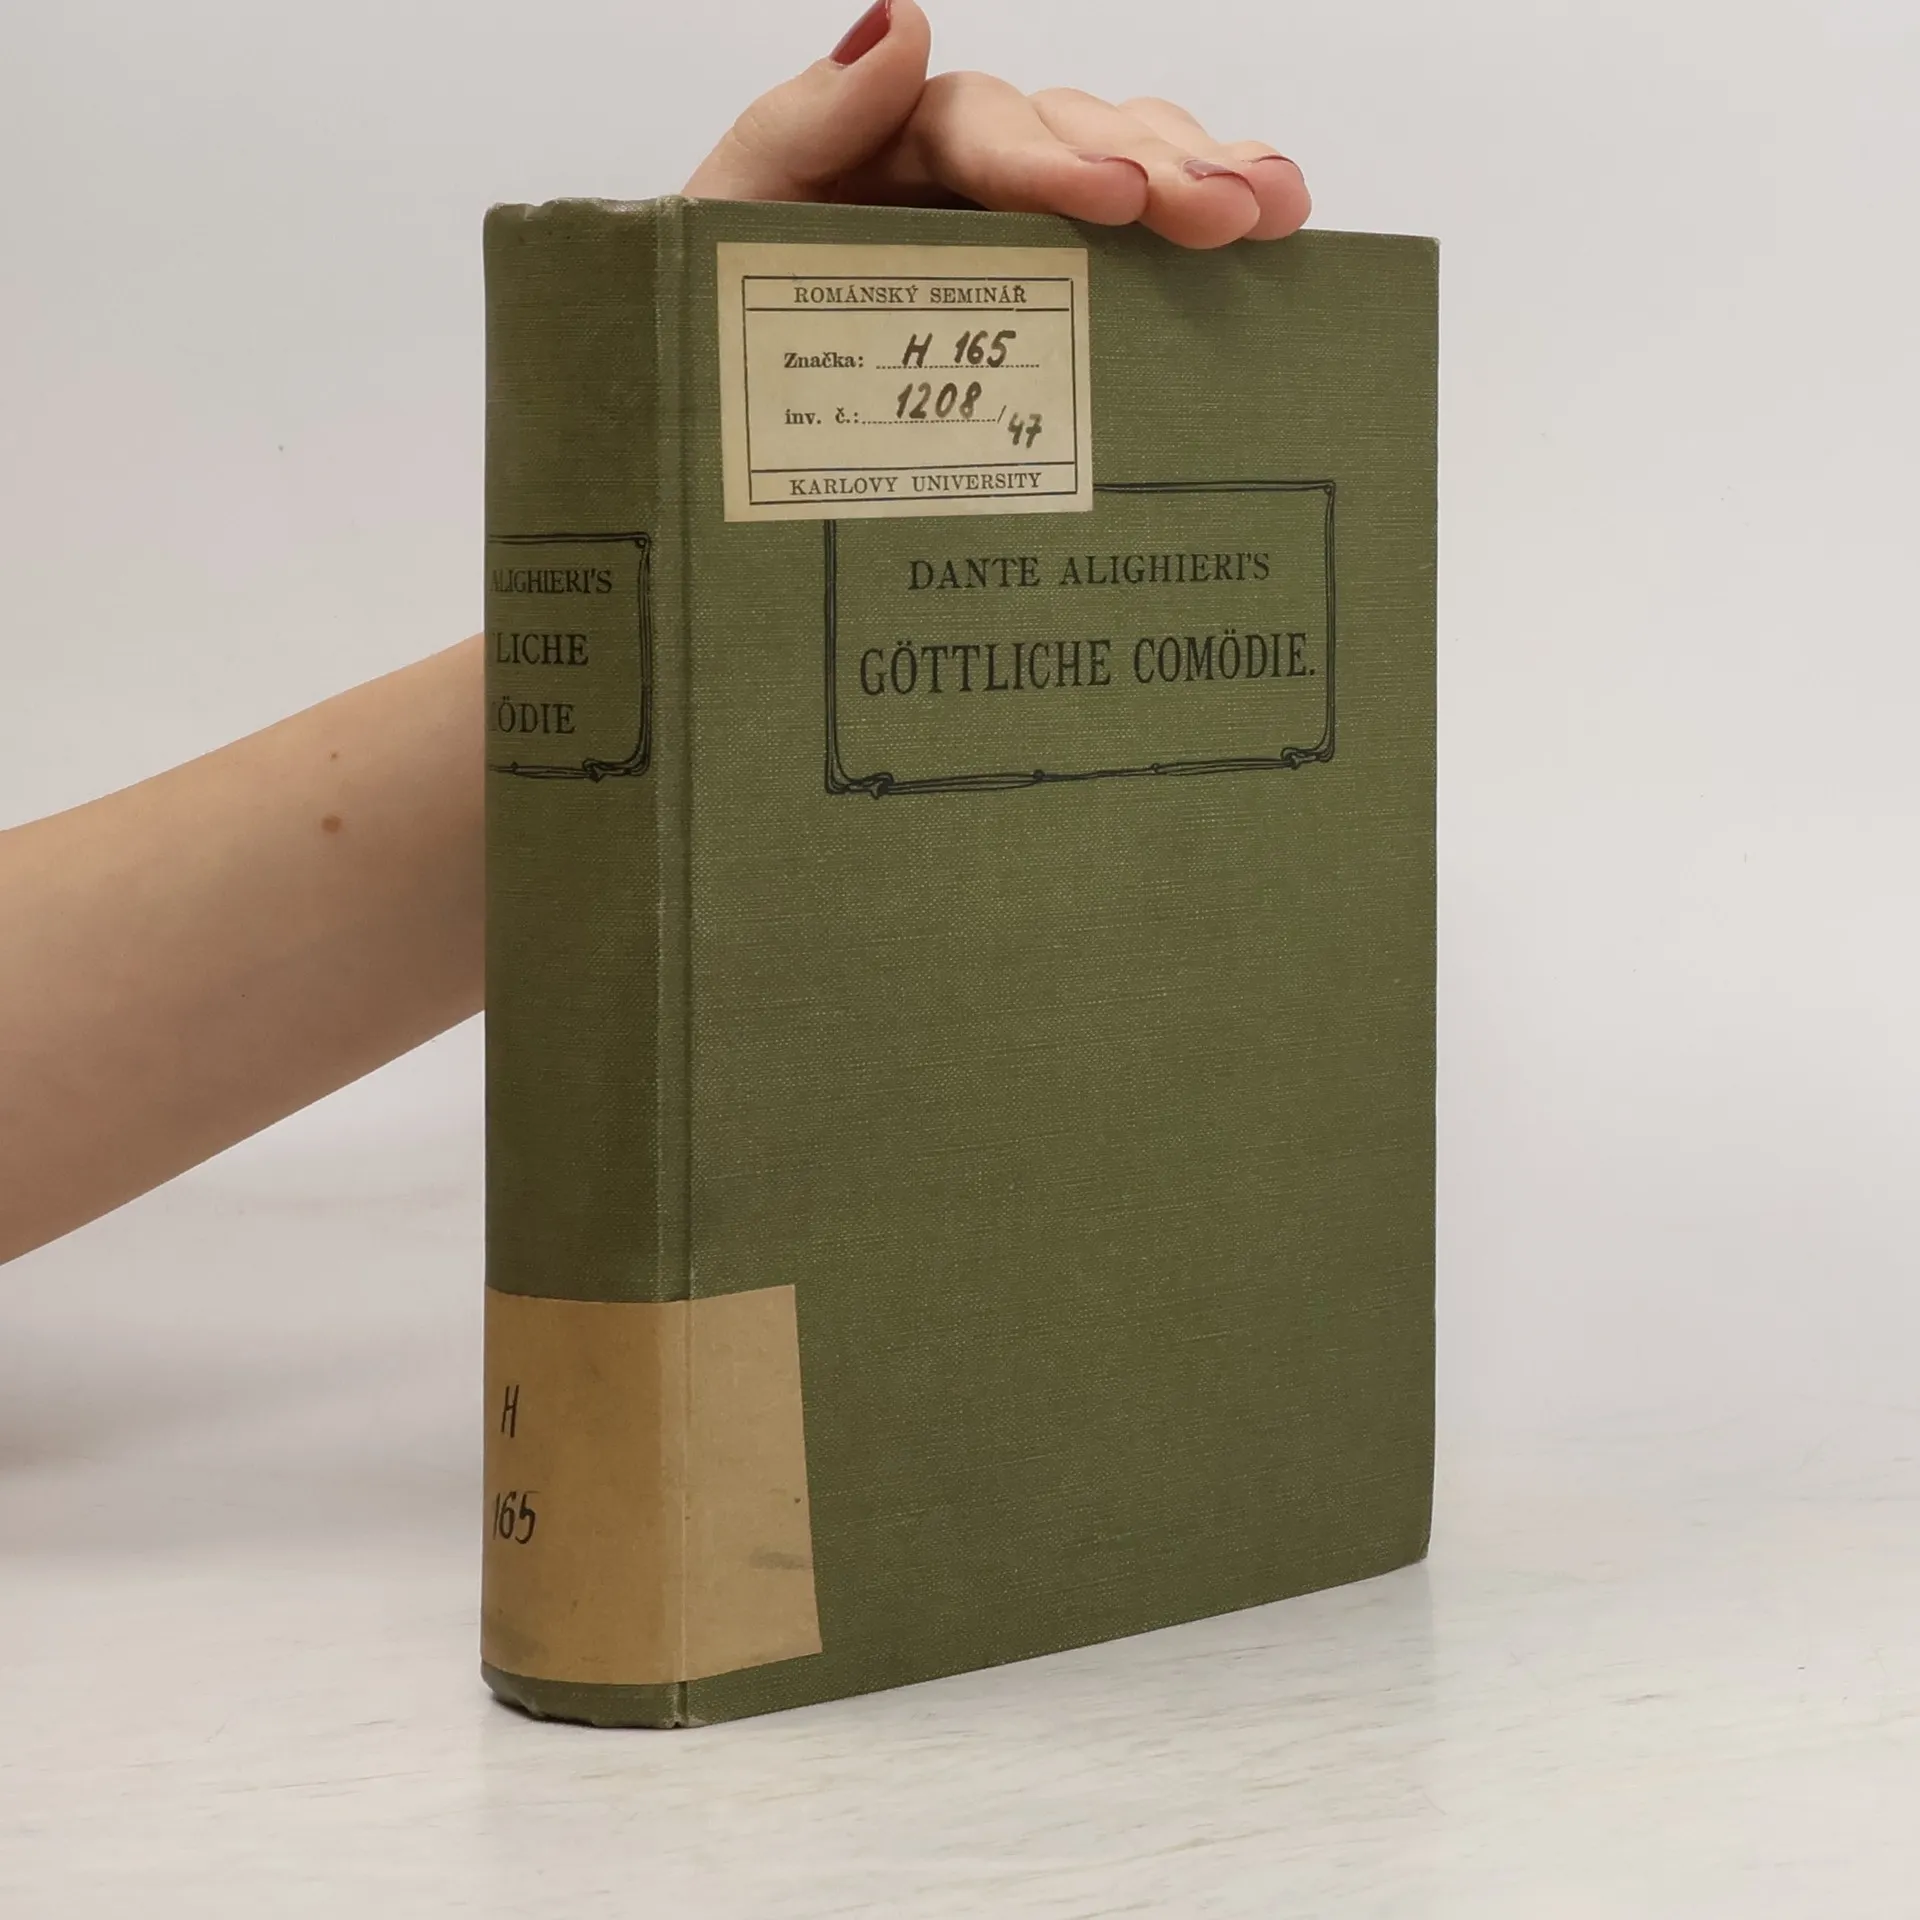 ROMÁNSKÝ SEMINÁŘ
Značka: H 165
inv. č.: 1208/47
KARLOVY UNIVERSITY
DANTE ALIGHIERI'S
GÖTTLICHE COMÖDIE.
ALIGHIERI'S
LICHE
ÖDIE
H
165